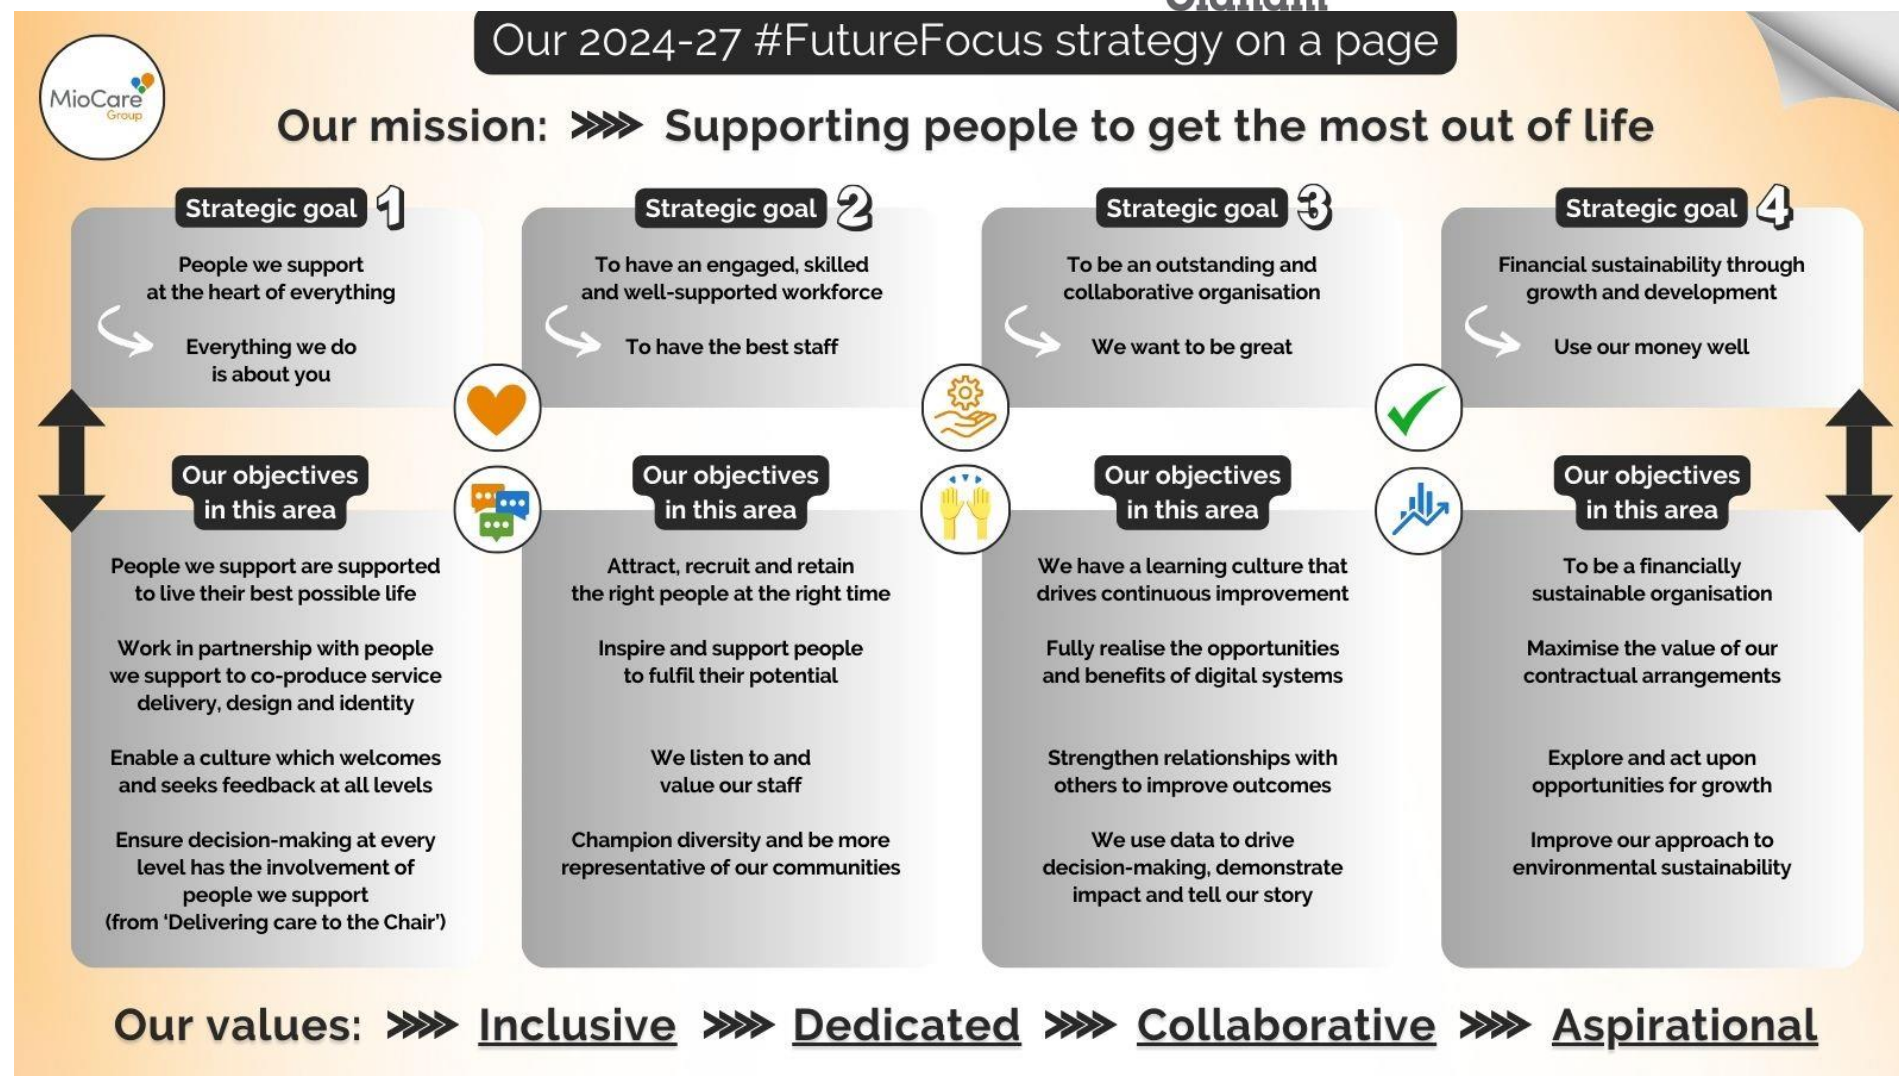 Our 2024-27 #FutureFocus strategy on a page
MioCare
Group
Our mission: Supporting people to get the most out of life
Strategic goal 1
People we support
at the heart of everything
Everything we do
is about you
Strategic goal 2
To have an engaged, skilled
and well-supported workforce
To have the best staff
Strategic goal 3
To be an outstanding and
collaborative organisation
We want to be great
Strategic goal 4
Financial sustainability through
growth and development
Use our money well
Our objectives
in this area
People we support are supported
to live their best possible life
Work in partnership with people
we support to co-produce service
delivery, design and identity
Enable a culture which welcomes
and seeks feedback at all levels
Ensure decision-making at every
level has the involvement of
people we support
(from ‘Delivering care to the Chair’)
Our objectives
in this area
Attract, recruit and retain
the right people at the right time
Inspire and support people
to fulfil their potential
We listen to and
value our staff
Champion diversity and be more
representative of our communities
Our objectives
in this area
We have a learning culture that
drives continuous improvement
Fully realise the opportunities
and benefits of digital systems
Strengthen relationships with
others to improve outcomes
We use data to drive
decision-making, demonstrate
impact and tell our story
Our objectives
in this area
To be a financially
sustainable organisation
Maximise the value of our
contractual arrangements
Explore and act upon
opportunities for growth
Improve our approach to
environmental sustainability
Our values: Inclusive Dedicated Collaborative Aspirational